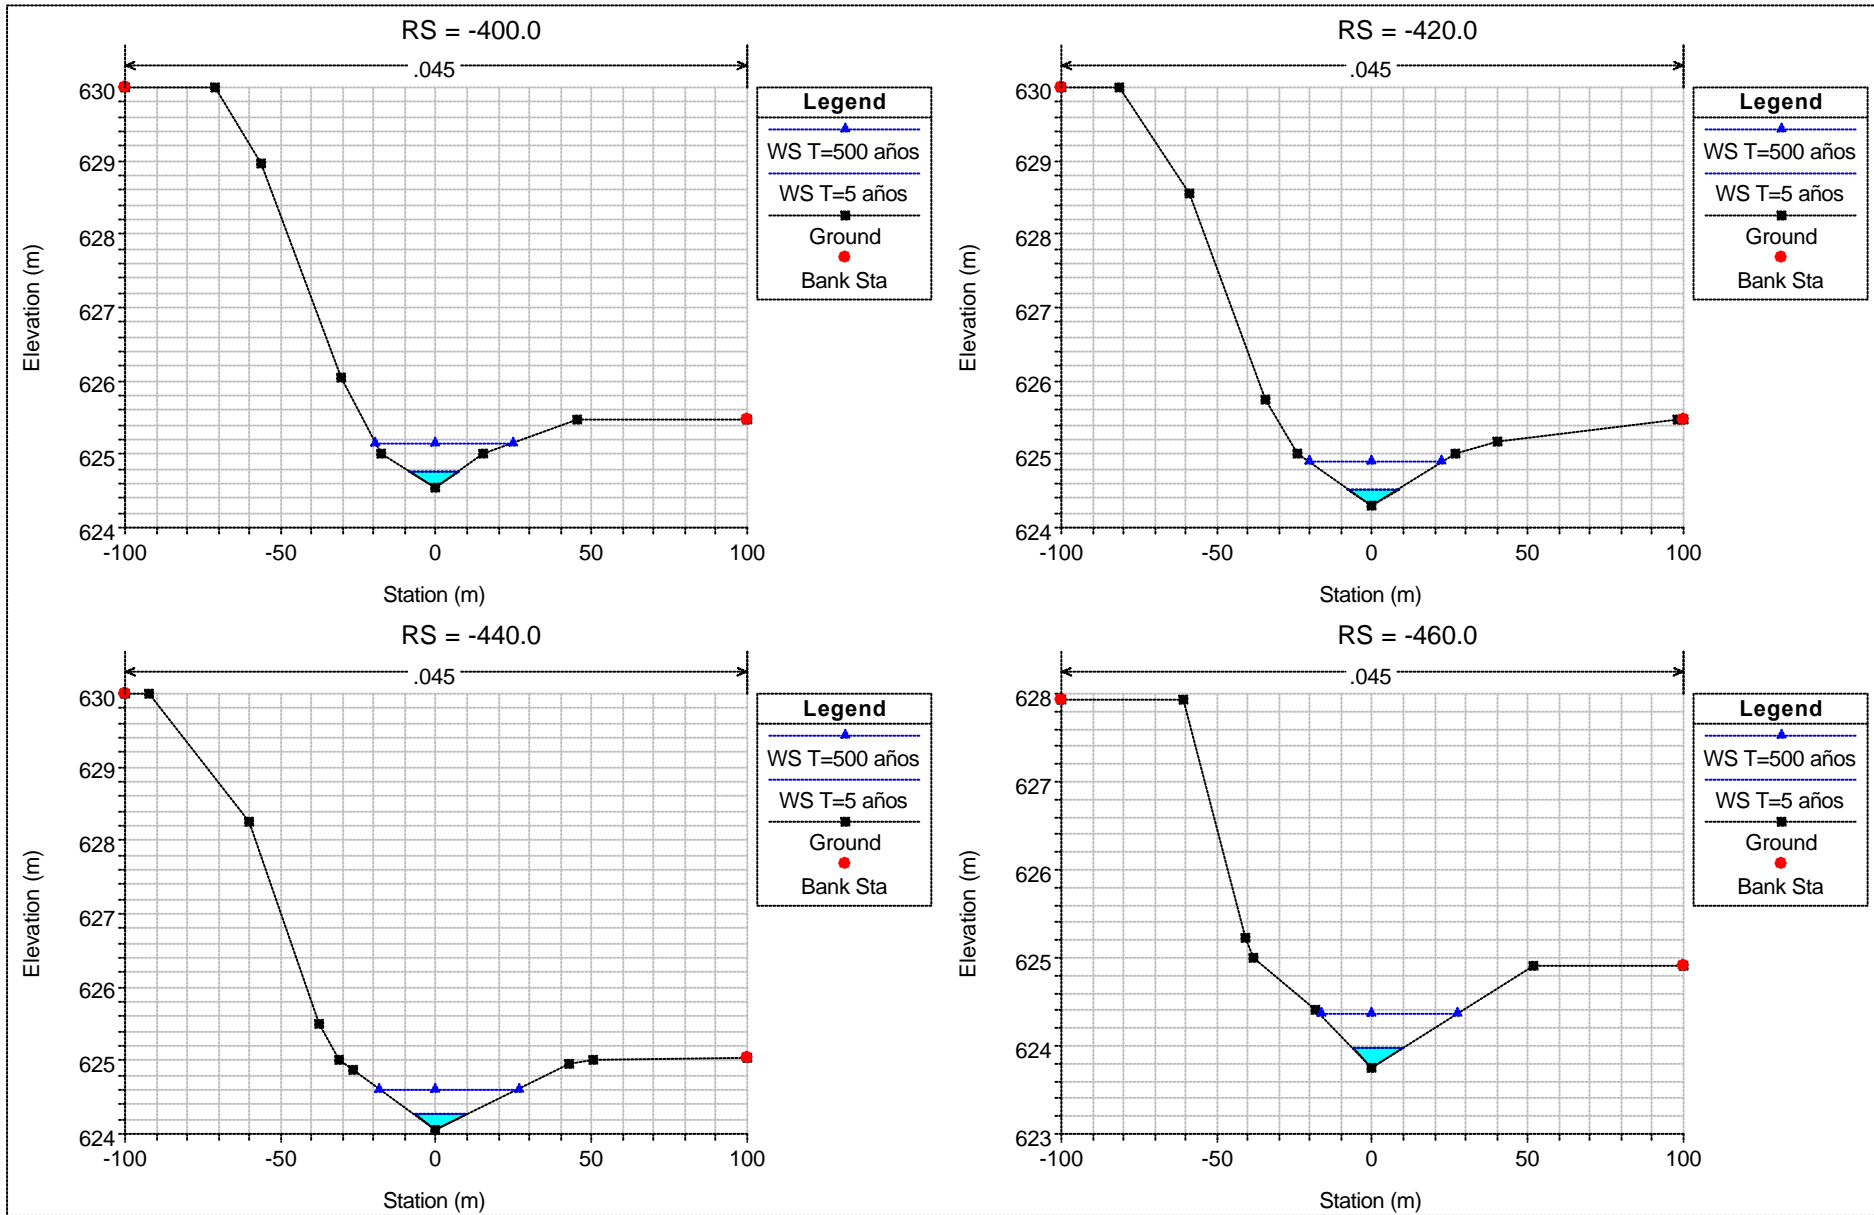 RS = -400.0
.045
630
629
628
627
626
625
624
-100
-50
0
50
100
Elevation (m)
Station (m)
Legend
WS T=500 años
WS T=5 años
Ground
Bank Sta
RS = -420.0
.045
630
629
628
627
626
625
624
-100
-50
0
50
100
Elevation (m)
Station (m)
Legend
WS T=500 años
WS T=5 años
Ground
Bank Sta
RS = -440.0
.045
630
629
628
627
626
625
624
-100
-50
0
50
100
Elevation (m)
Station (m)
Legend
WS T=500 años
WS T=5 años
Ground
Bank Sta
RS = -460.0
.045
628
627
626
625
624
623
-100
-50
0
50
100
Elevation (m)
Station (m)
Legend
WS T=500 años
WS T=5 años
Ground
Bank Sta